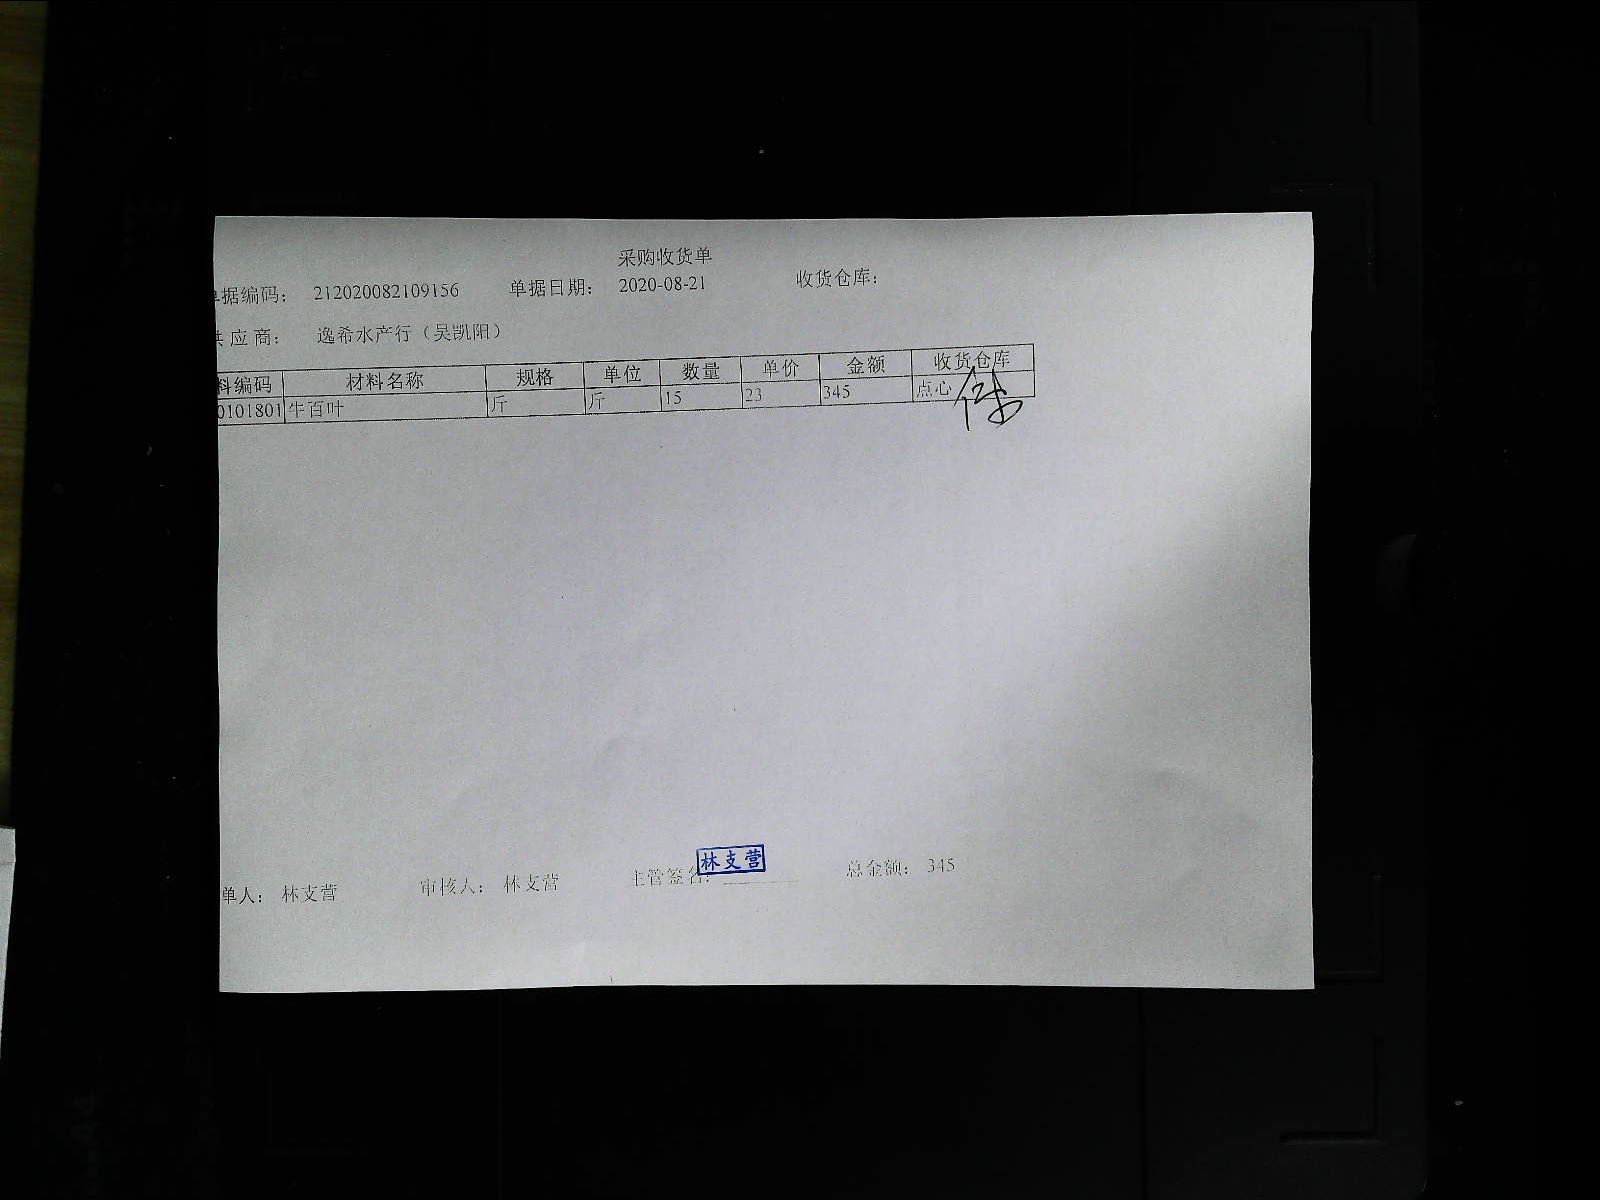 采购收货单
单据编码： 212020082109156 单据日期： 2020-08-21 收货仓库：
供应商： 逸希水产行（吴凯阳）
料编码 材料名称 规格 单位 数量 单价 金额 收货仓库
0101801 牛百叶 斤 斤 15 23 345 点心
林支营
单人： 林支营 审核人： 林支营 主管签名： 总金额： 345